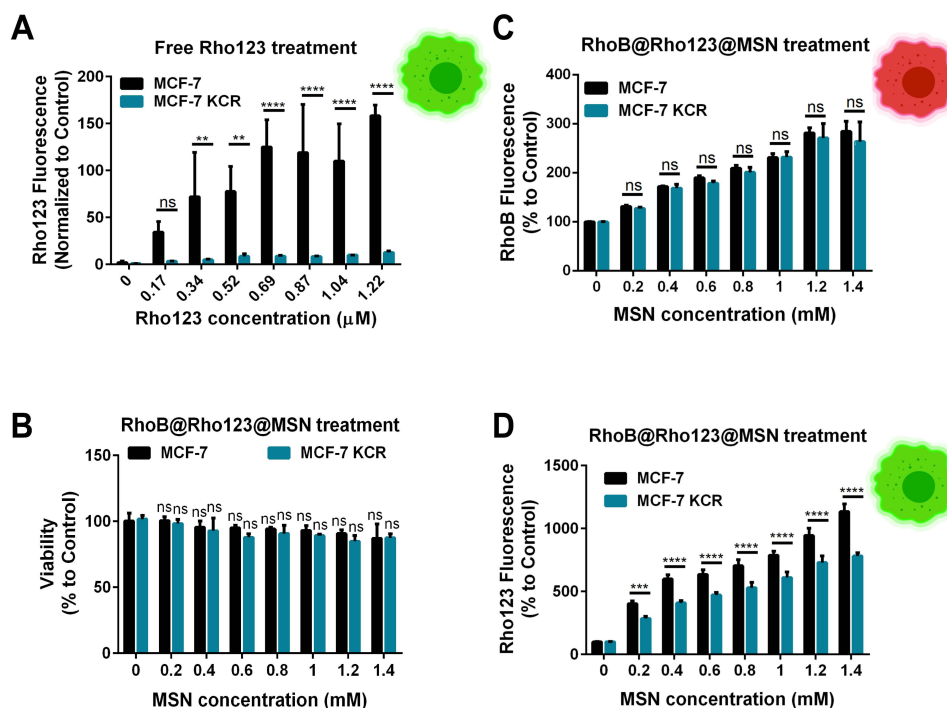 A
Free Rho123 treatment
MCF-7
MCF-7 KCR
Rho123 Fluorescence
(Normalized to Control)
200
150
100
50
0
ns
**
**
****
****
****
****
0
0.17
0.34
0.52
0.69
0.87
1.04
1.22
Rho123 concentration (μM)
C
RhoB@Rho123@MSN treatment
MCF-7
MCF-7 KCR
RhoB Fluorescence
(% to Control)
400
300
200
100
0
ns
ns
ns
ns
ns
ns
ns
0
0.2
0.4
0.6
0.8
1
1.2
1.4
MSN concentration (mM)
B
RhoB@Rho123@MSN treatment
MCF-7
MCF-7 KCR
Viability
(% to Control)
150
100
50
0
ns
ns
ns
ns
ns
ns
ns
ns
ns
ns
ns
ns
ns
ns
0
0.2
0.4
0.6
0.8
1
1.2
1.4
MSN concentration (mM)
D
RhoB@Rho123@MSN treatment
MCF-7
MCF-7 KCR
Rho123 Fluorescence
(% to Control)
1500
1000
500
0
***
****
****
****
****
****
****
0
0.2
0.4
0.6
0.8
1
1.2
1.4
MSN concentration (mM)